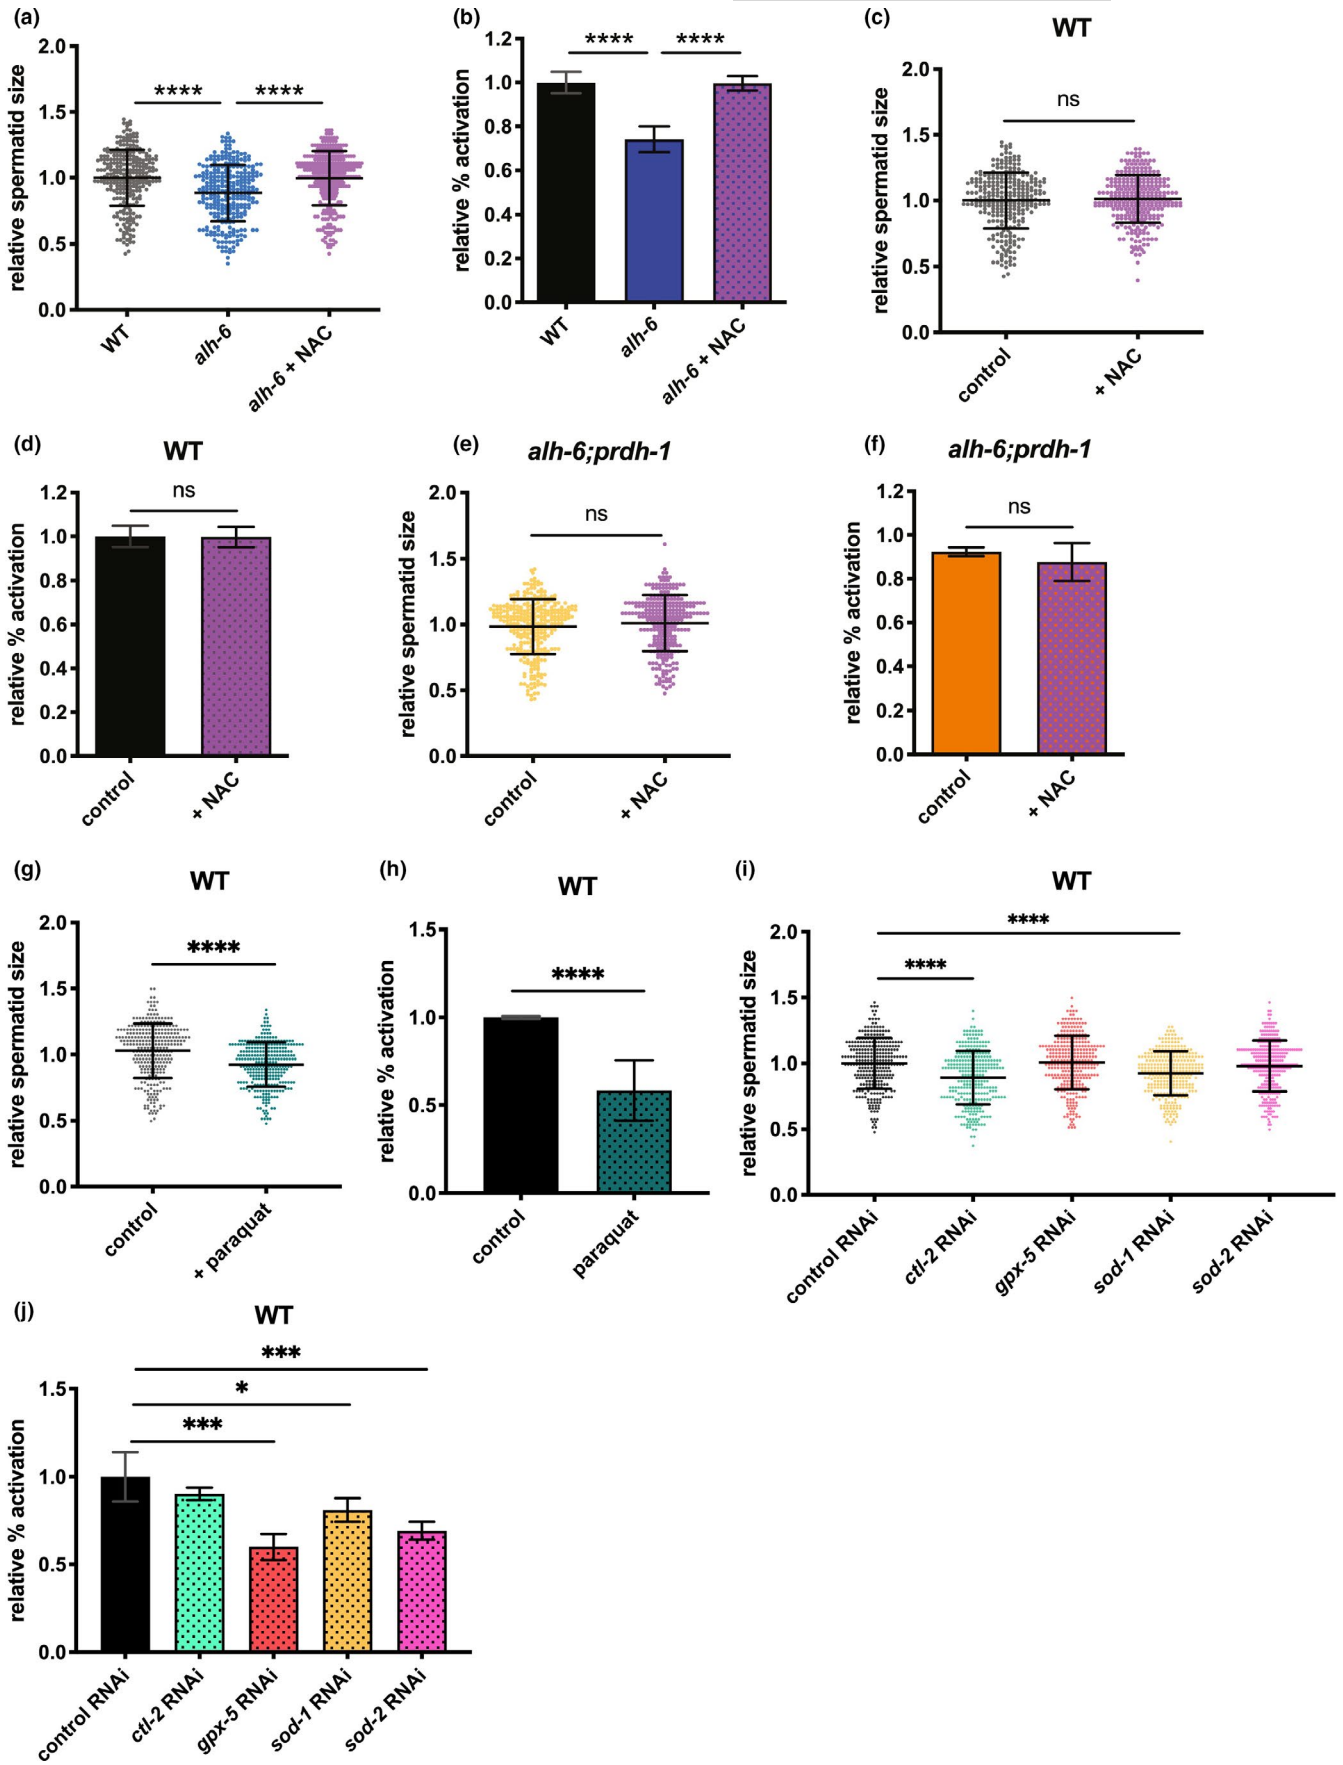 (a)
relative spermatid size
2.0
1.5
1.0
0.5
0.0
****
****
WT
alh-6
alh-6 + NAC
(b)
relative % activation
1.2
1.0
0.8
0.6
0.4
0.2
0.0
****
****
WT
alh-6
alh-6 + NAC
(c)
WT
relative spermatid size
2.0
1.5
1.0
0.5
0.0
ns
control
+ NAC
(d)
WT
relative % activation
1.2
1.0
0.8
0.6
0.4
0.2
0.0
ns
control
+ NAC
(e)
alh-6;prdh-1
relative spermatid size
2.0
1.5
1.0
0.5
0.0
ns
control
+ NAC
(f)
alh-6;prdh-1
relative % activation
1.2
1.0
0.8
0.6
0.4
0.2
0.0
ns
control
+ NAC
(g)
WT
relative spermatid size
2.0
1.5
1.0
0.5
0.0
****
control
+ paraquat
(h)
WT
relative % activation
1.5
1.0
0.5
0.0
****
control
paraquat
(i)
WT
relative spermatid size
2.0
1.5
1.0
0.5
0.0
****
****
control RNAi
ctl-2 RNAi
gpx-5 RNAi
sod-1 RNAi
sod-2 RNAi
(j)
WT
relative % activation
1.5
1.0
0.5
0.0
***
*
***
control RNAi
ctl-2 RNAi
gpx-5 RNAi
sod-1 RNAi
sod-2 RNAi